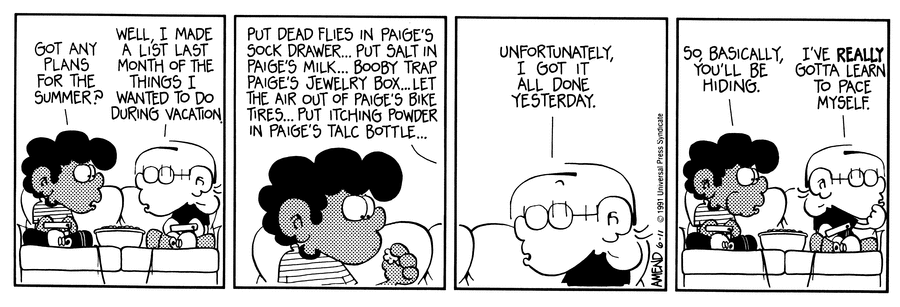 GOT ANY
PLANS
FOR THE
SUMMER?
WELL, I MADE
A LIST LAST
MONTH OF THE
THINGS I
WANTED TO DO
DURING VACATION.
PUT DEAD FLIES IN PAIGE'S
SOCK DRAWER... PUT SALT IN
PAIGE'S MILK... BOOBY TRAP
PAIGE'S JEWELRY BOX... LET
THE AIR OUT OF PAIGE'S BIKE
TIRES... PUT ITCHING POWDER
IN PAIGE'S TALC BOTTLE...
UNFORTUNATELY,
I GOT IT
ALL DONE
YESTERDAY.
© 1991 Universal Press Syndicate
AMEND 6-11
SO, BASICALLY,
YOU'LL BE
HIDING.
I'VE REALLY
GOTTA LEARN
TO PACE
MYSELF.